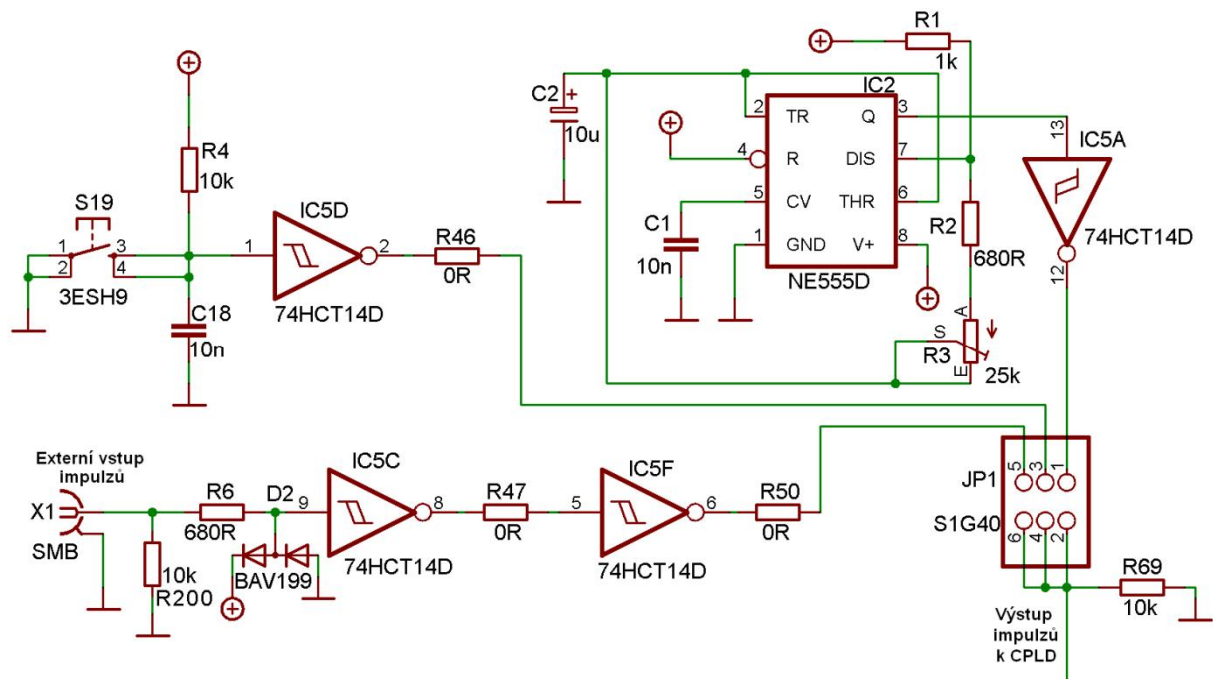 R4
10k
S19
1
2
3
4
3ESH9
C18
10n
1
IC5D
2
74HCT14D
R46
0R
C2
+
10u
R1
1k
IC2
2
TR
Q
3
4
R
DIS
7
5
CV
THR
6
1
GND
V+
8
NE555D
C1
10n
R2
680R
A
S
R3
E
25k
13
IC5A
74HCT14D
12
Externí vstup
impulzů
X1
SMB
R6
680R
D2
10k
R200
BAV199
9
IC5C
8
74HCT14D
R47
0R
5
IC5F
6
74HCT14D
R50
0R
JP1
5
3
1
S1G40
6
4
2
R69
10k
Výstup
impulzů
k CPLD